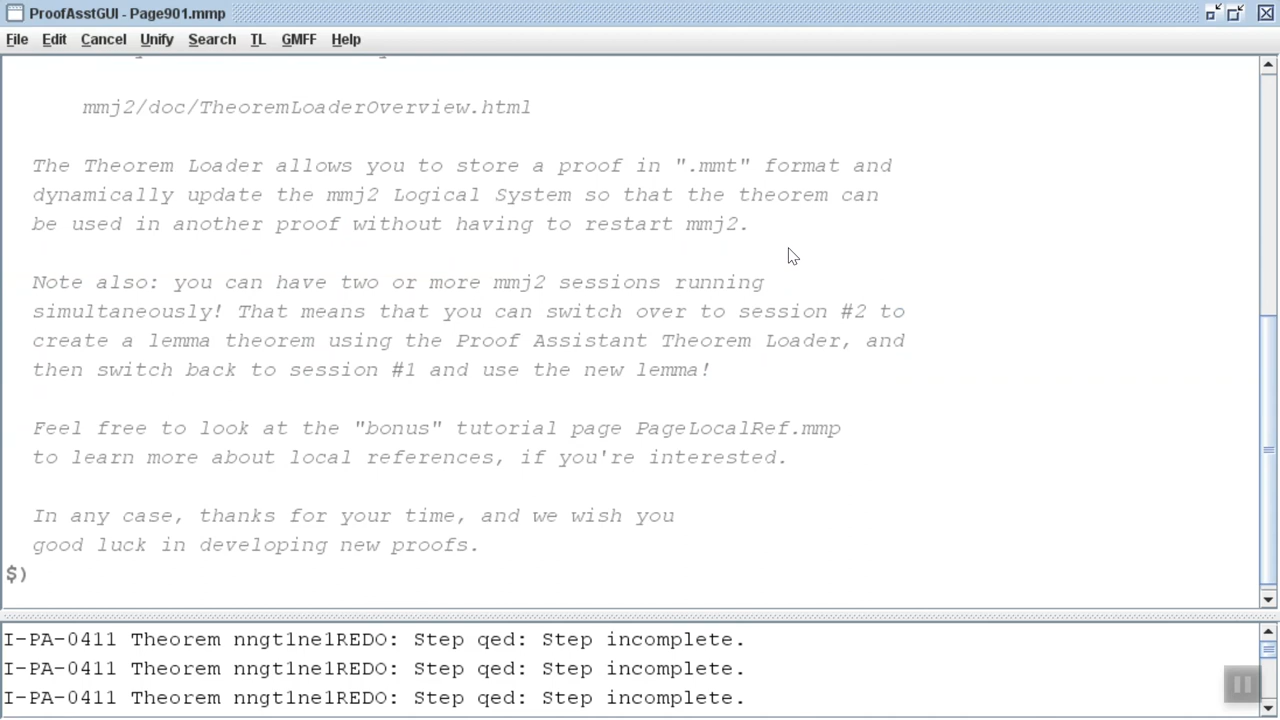 ProofAsstGUI - Page901.mmp
File Edit Cancel Unify Search TL GMFF Help
mmj2/doc/TheoremLoaderOverview.html
The Theorem Loader allows you to store a proof in ".mmt" format and
dynamically update the mmj2 Logical System so that the theorem can
be used in another proof without having to restart mmj2.
Note also: you can have two or more mmj2 sessions running
simultaneously! That means that you can switch over to session #2 to
create a lemma theorem using the Proof Assistant Theorem Loader, and
then switch back to session #1 and use the new lemma!
Feel free to look at the "bonus" tutorial page PageLocalRef.mmp
to learn more about local references, if you're interested.
In any case, thanks for your time, and we wish you
good luck in developing new proofs.
$)
I-PA-0411 Theorem nngt1ne1REDO: Step qed: Step incomplete.
I-PA-0411 Theorem nngt1ne1REDO: Step qed: Step incomplete.
I-PA-0411 Theorem nngt1ne1REDO: Step qed: Step incomplete.